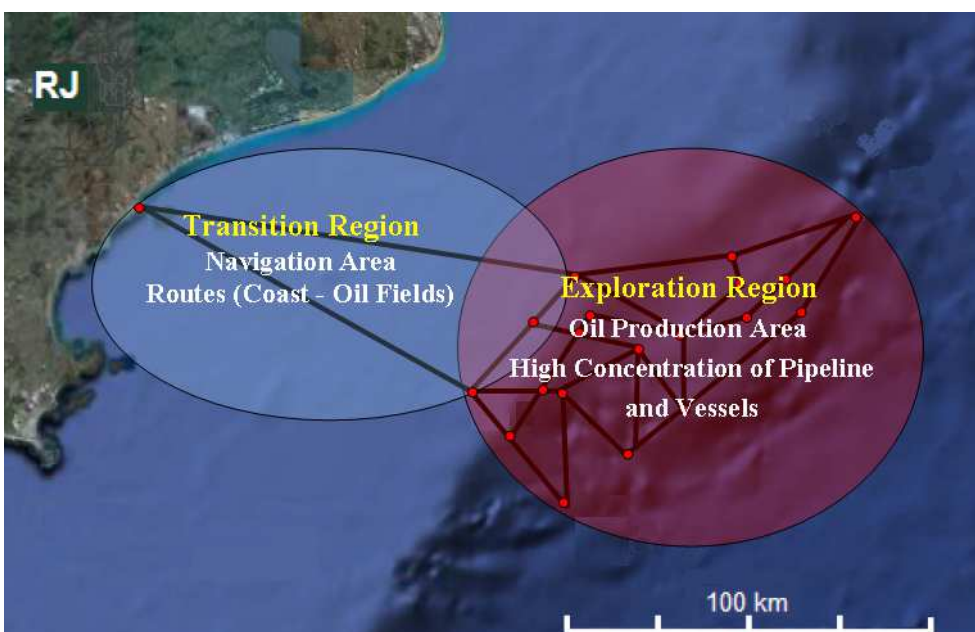 RJ
Transition Region
Navigation Area
Routes (Coast - Oil Fields)
Exploration Region
Oil Production Area
High Concentration of Pipeline
and Vessels
100 km